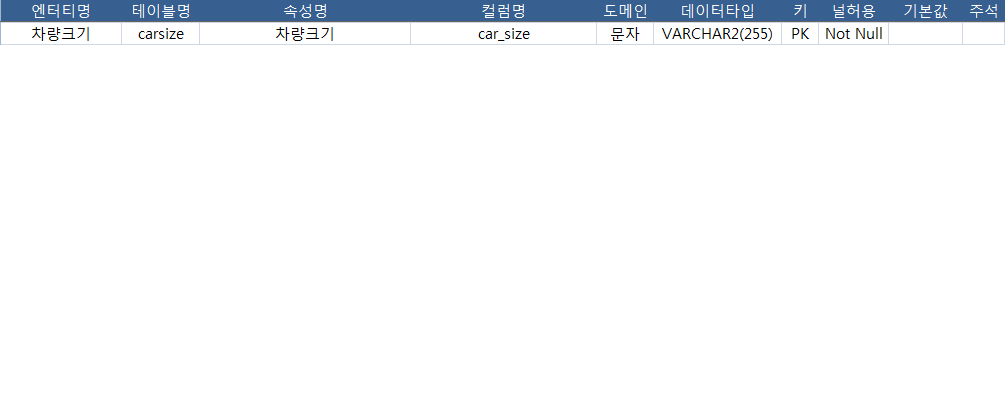 엔터티명 테이블명 속성명 컬럼명 도메인 데이터타입 키 널허용 기본값 주석
차량크기 carsize 차량크기 car_size 문자 VARCHAR2(255) PK Not Null